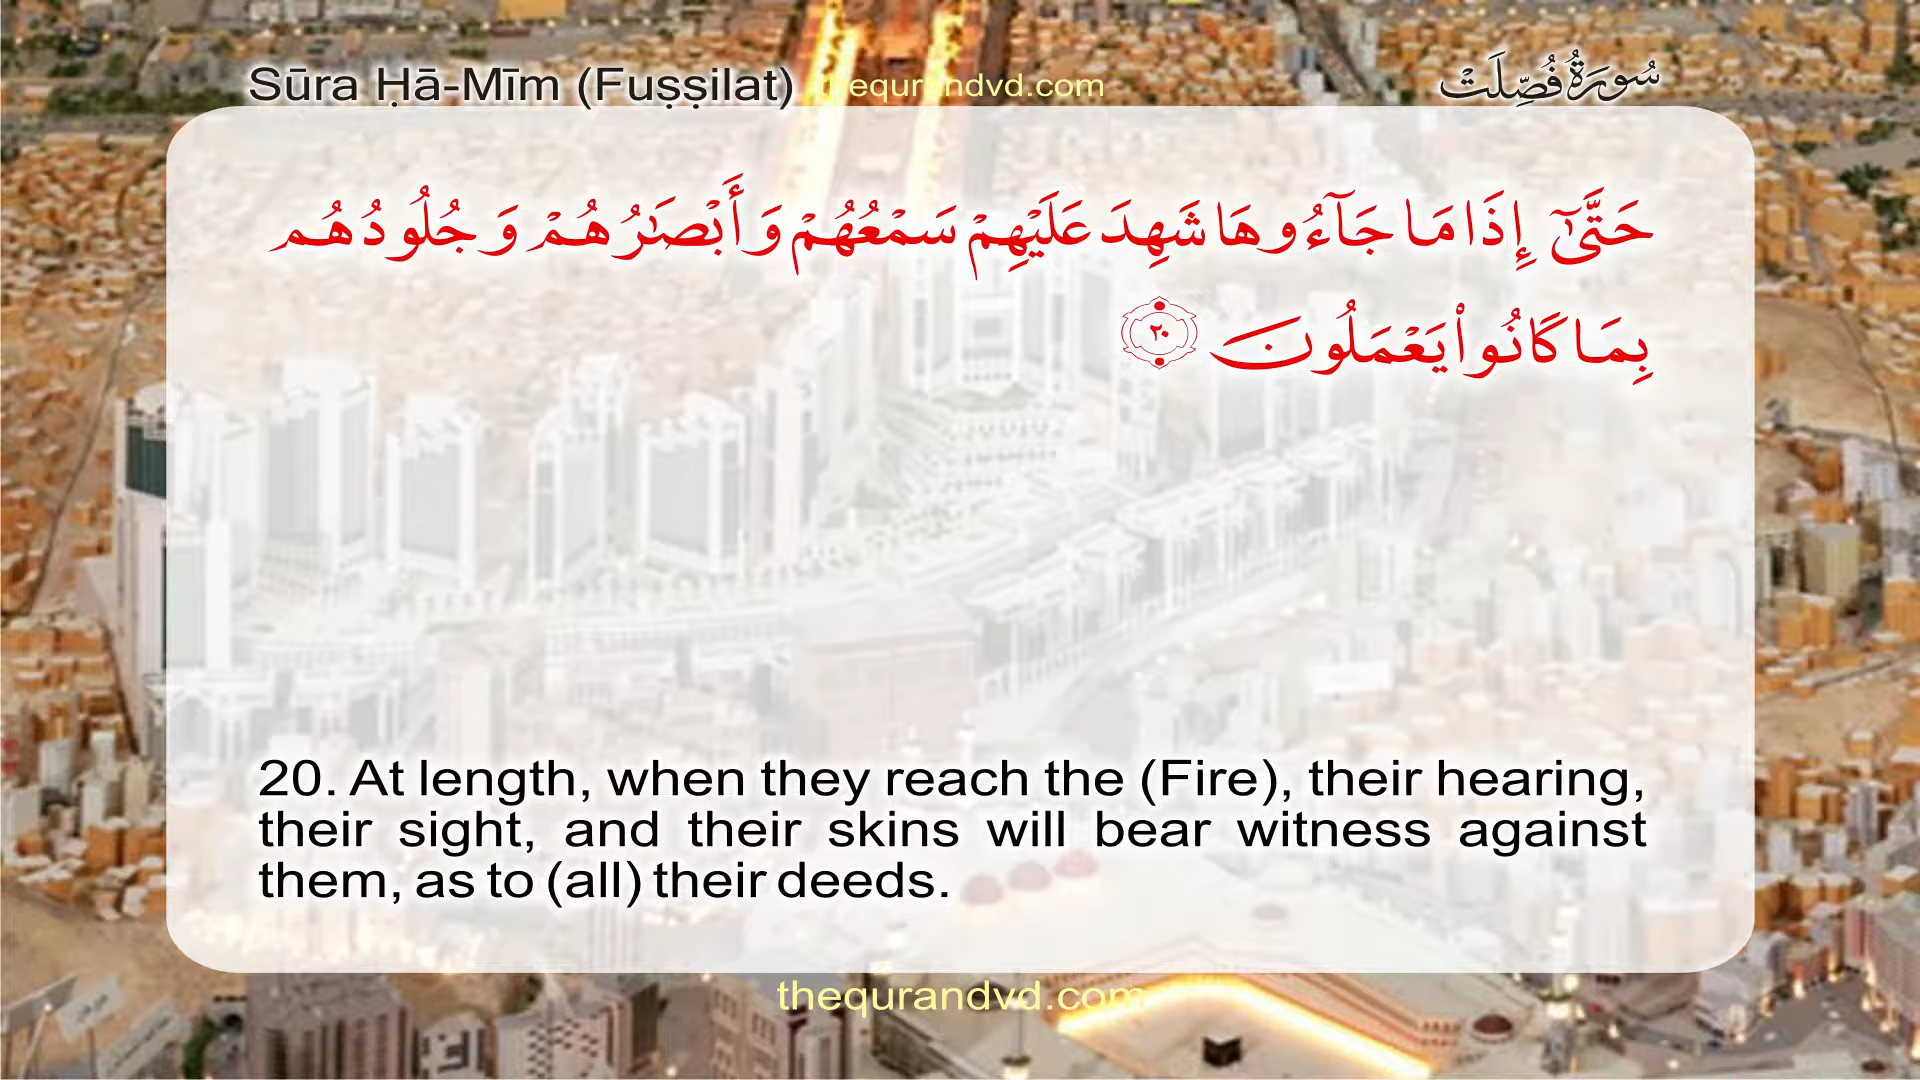 Sūra Ḥā-Mīm (Fuṣṣilat) thequrandvd.com سُورَةُ فُصِّلَتْ
حَتَّىٰٓ إِذَا مَا جَآءُوهَا شَهِدَ عَلَيْهِمْ سَمْعُهُمْ وَأَبْصَـٰرُهُمْ وَجُلُودُهُم
بِمَا كَانُوا۟ يَعْمَلُونَ ٢٠
20. At length, when they reach the (Fire), their hearing,
their sight, and their skins will bear witness against
them, as to (all) their deeds.
thequrandvd.com